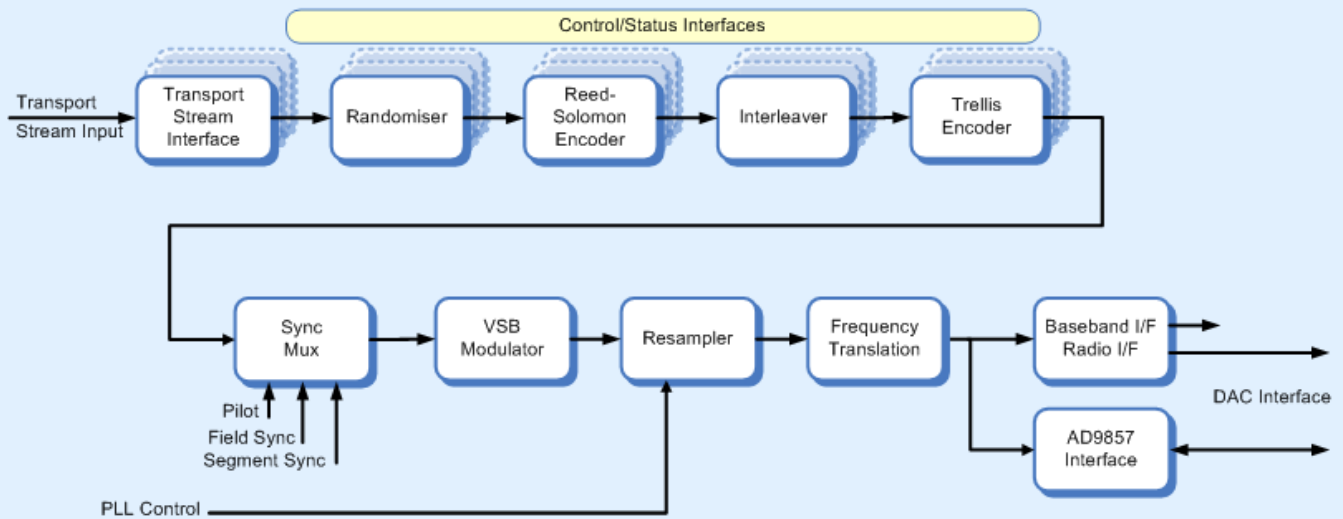 Control/Status Interfaces
Transport
Stream Input
Transport
Stream
Interface
Randomiser
Reed-
Solomon
Encoder
Interleaver
Trellis
Encoder
Sync
Mux
VSB
Modulator
Resampler
Frequency
Translation
Baseband I/F
Radio I/F
DAC Interface
Pilot
Field Sync
Segment Sync
AD9857
Interface
PLL Control